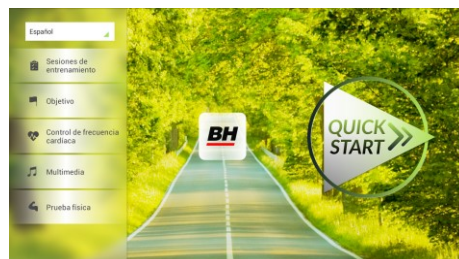 Español
Sesiones de
entrenamiento
Objetivo
Control de frecuencia
cardiaca
Multimedia
Prueba física
BH
QUICK
START